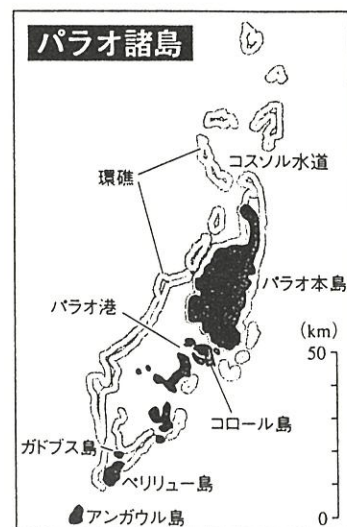 パラオ諸島
コスソル水道
環礁
パラオ本島
パラオ港
(km)
50
コロール島
ガドブス島
ペリリュー島
0
アンガウル島